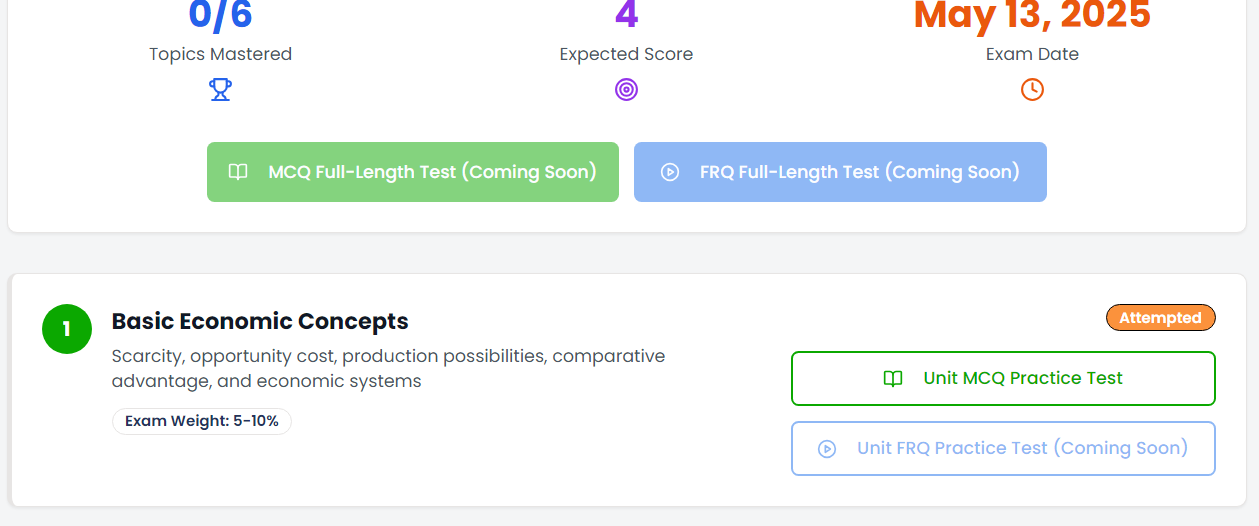 0/6
Topics Mastered
4
Expected Score
May 13, 2025
Exam Date
MCQ Full-Length Test (Coming Soon)
FRQ Full-Length Test (Coming Soon)
1
Basic Economic Concepts
Scarcity, opportunity cost, production possibilities, comparative
advantage, and economic systems
Exam Weight: 5-10%
Attempted
Unit MCQ Practice Test
Unit FRQ Practice Test (Coming Soon)